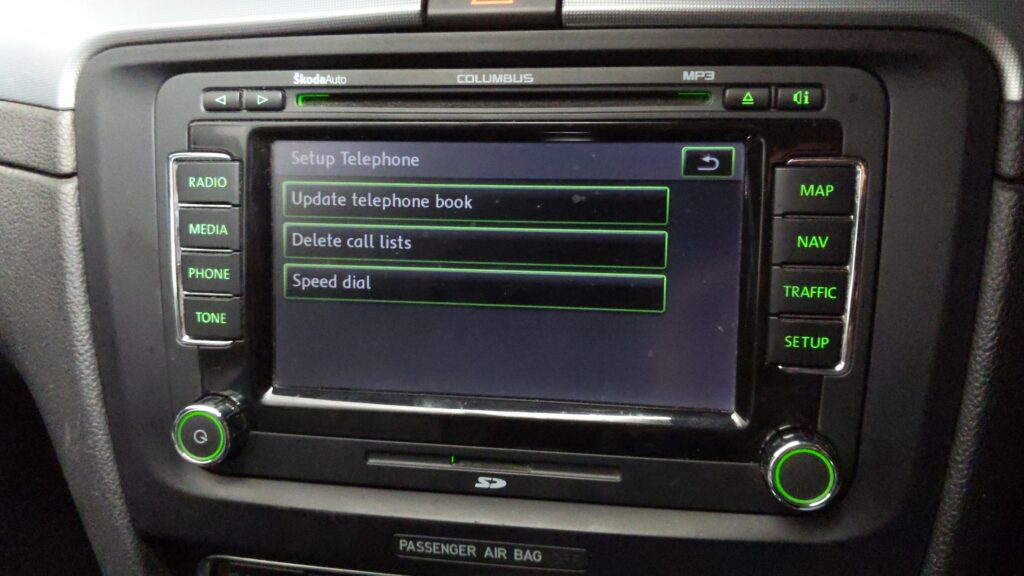 ŠkodaAuto
COLUMBUS
MP3
RADIO
MEDIA
PHONE
TONE
Setup Telephone
Update telephone book
Delete call lists
Speed dial
MAP
NAV
TRAFFIC
SETUP
SD
PASSENGER AIR BAG